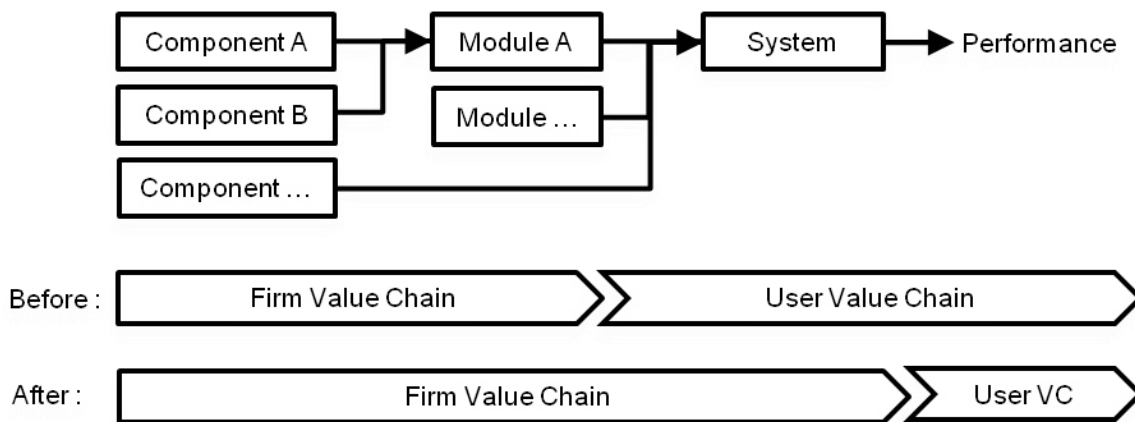 Component A
Module A
System
Performance
Component B
Module ...
Component ...
Before :
Firm Value Chain
User Value Chain
After :
Firm Value Chain
User VC